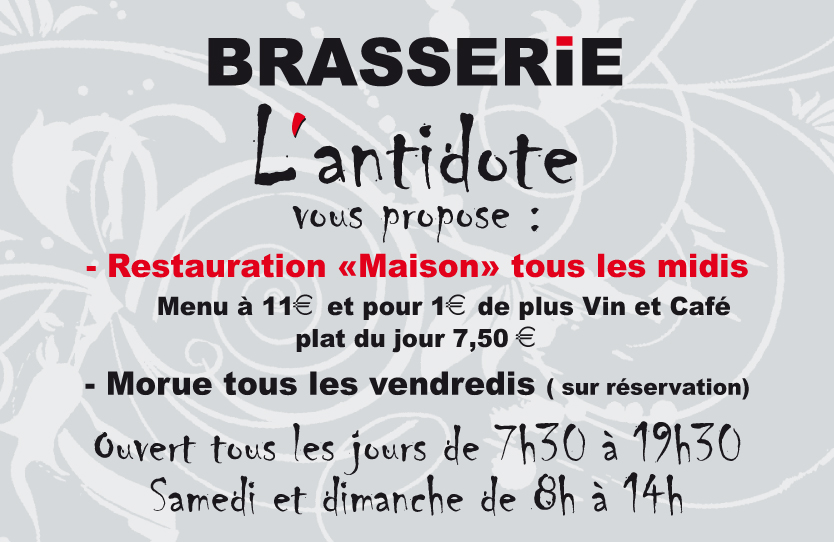 BRASSERiE
L'antidote
vous propose :
- Restauration «Maison» tous les midis
Menu à 11€ et pour 1€ de plus Vin et Café
plat du jour 7,50 €
- Morue tous les vendredis ( sur réservation)
Ouvert tous les jours de 7h30 à 19h30
Samedi et dimanche de 8h à 14h